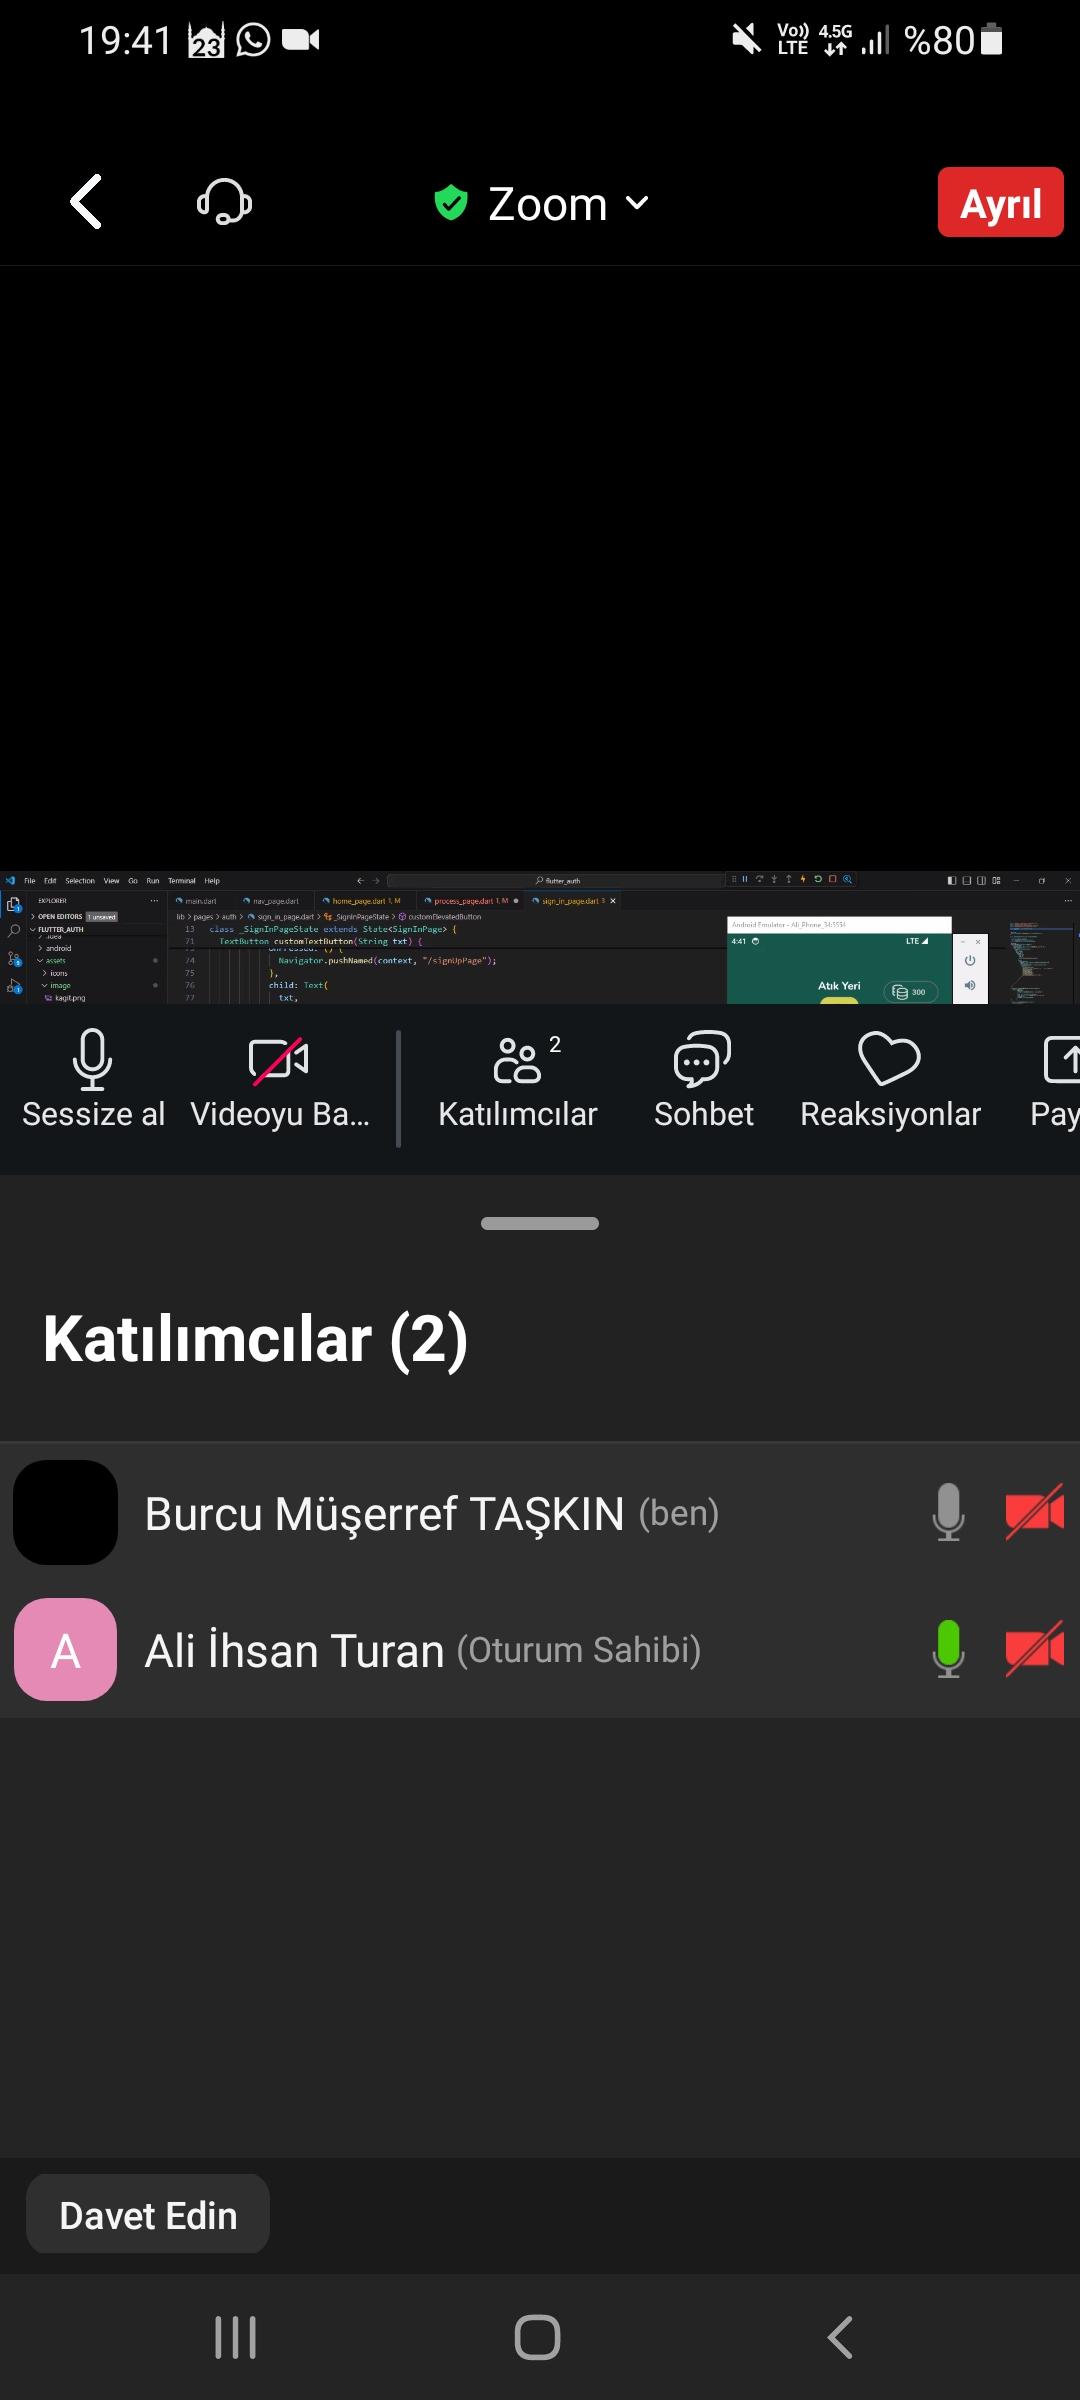 19:41 23 Vo)) LTE 4.5G %80
Zoom
Ayrıl
File Edit Selection View Go Run Terminal Help
flutter_auth
EXPLORER
main.dart nav_page.dart home_page.dart 1, M process_page.dart 1, M sign_in_page.dart 3
OPEN EDITORS 1 unsaved
lib > pages > auth > sign_in_page.dart > _SignInPageState > customElevatedButton
FLUTTER_AUTH
13 class _SignInPageState extends State<SignInPage> {
.idea
71 TextButton customTextButton(String txt) {
android
onPressed: () {
assets
74 Navigator.pushNamed(context, "/signUpPage");
icons
75 },
image
76 child: Text(
kagit.png
77 txt,
Android Emulator - Ali_Phone_34:5554
4:41 LTE
Atık Yeri
300
Sessize al Videoyu Ba... Katılımcılar 2 Sohbet Reaksiyonlar Pay
Katılımcılar (2)
Burcu Müşerref TAŞKIN (ben)
A Ali İhsan Turan (Oturum Sahibi)
Davet Edin